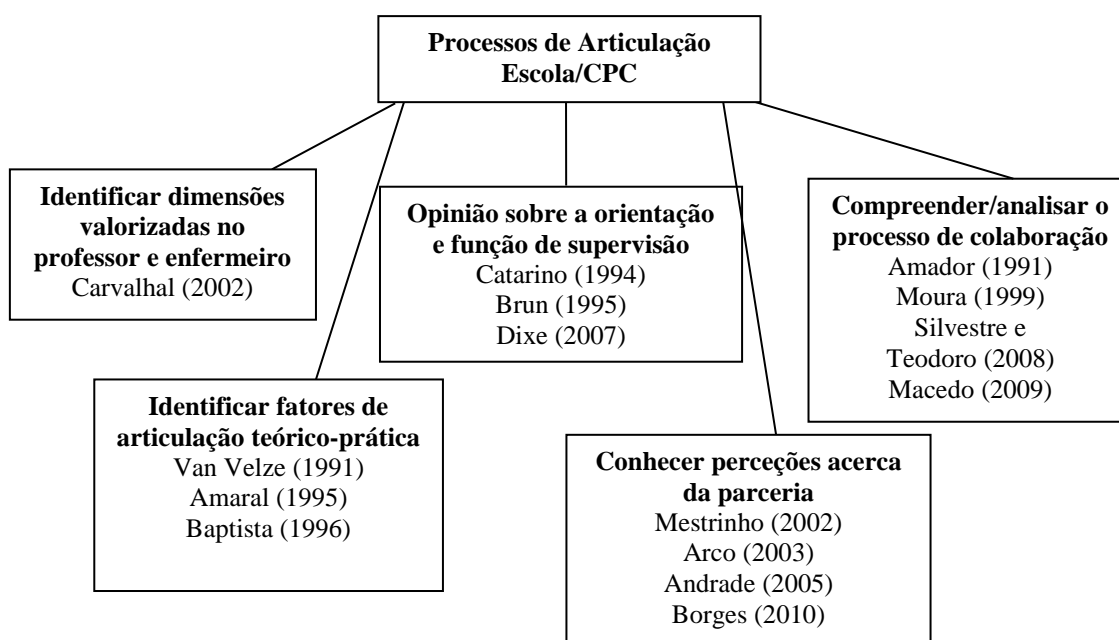 Processos de Articulação
Escola/CPC
Identificar dimensões
valorizadas no
professor e enfermeiro
Carvalhal (2002)
Opinião sobre a orientação
e função de supervisão
Catarino (1994)
Brun (1995)
Dixe (2007)
Compreender/analisar o
processo de colaboração
Amador (1991)
Moura (1999)
Silvestre e
Teodoro (2008)
Macedo (2009)
Identificar fatores de
articulação teórico-prática
Van Velze (1991)
Amaral (1995)
Baptista (1996)
Conhecer perceções acerca
da parceria
Mestrinho (2002)
Arco (2003)
Andrade (2005)
Borges (2010)